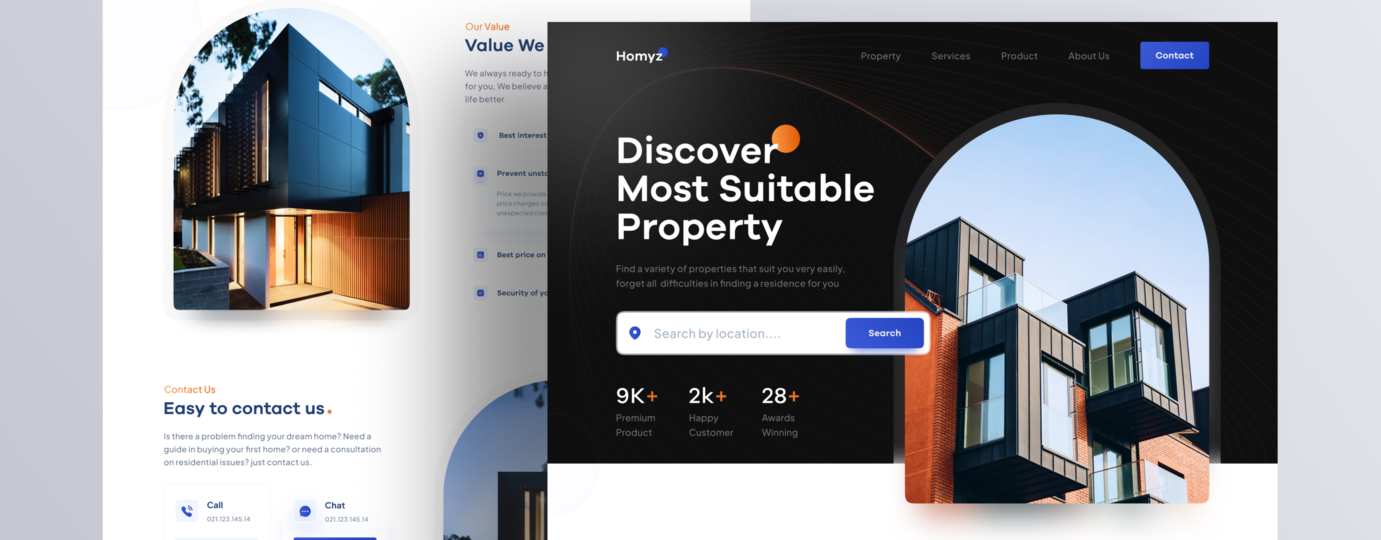 Our Value
Value We
We always ready to h
for you. We believe a
life better
Best interest
Prevent unsta
Price we provide
price changes on
unexpected cost
Best price on
Security of yo
Contact Us
Easy to contact us.
Is there a problem finding your dream home? Need a
guide in buying your first home? or need a consultation
on residential issues? just contact us.
Call
021.123.145.14
Chat
021.123.145.14
Homyz
Property
Services
Product
About Us
Contact
Discover
Most Suitable
Property
Find a variety of properties that suit you very easily,
forget all difficulties in finding a residence for you
Search by location....
Search
9K+
Premium
Product
2k+
Happy
Customer
28+
Awards
Winning